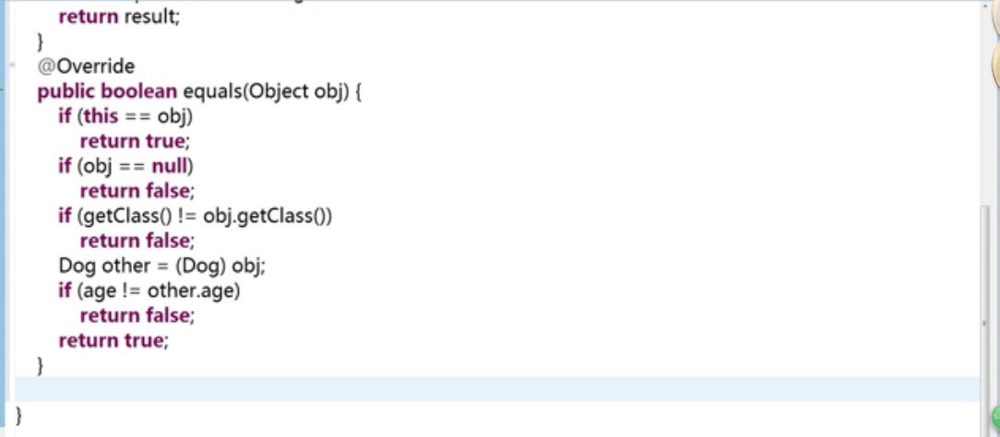 return result;
}
@Override
public boolean equals(Object obj) {
if (this == obj)
return true;
if (obj == null)
return false;
if (getClass() != obj.getClass())
return false;
Dog other = (Dog) obj;
if (age != other.age)
return false;
return true;
}
}